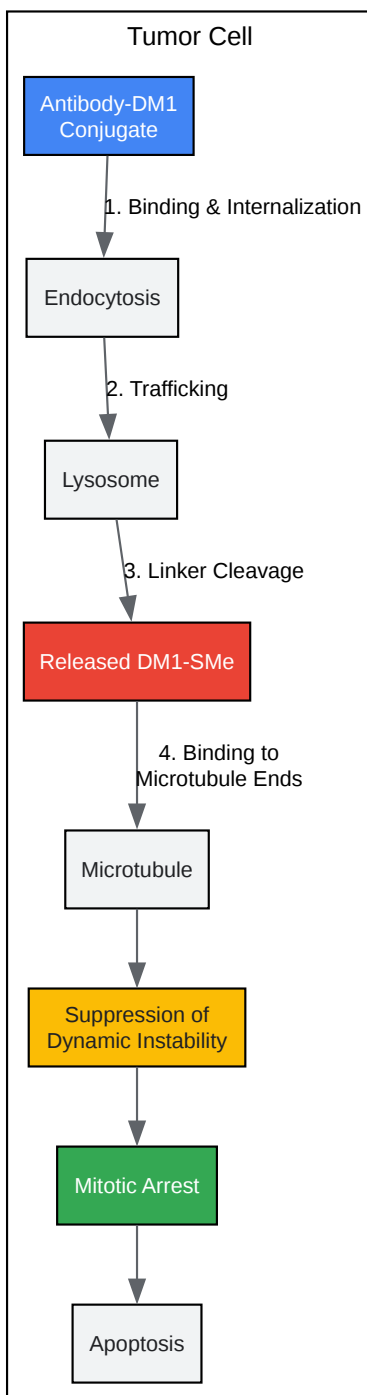 Tumor Cell
Antibody-DM1
Conjugate
1. Binding & Internalization
Endocytosis
2. Trafficking
Lysosome
3. Linker Cleavage
Released DM1-SMe
4. Binding to
Microtubule Ends
Microtubule
Suppression of
Dynamic Instability
Mitotic Arrest
Apoptosis